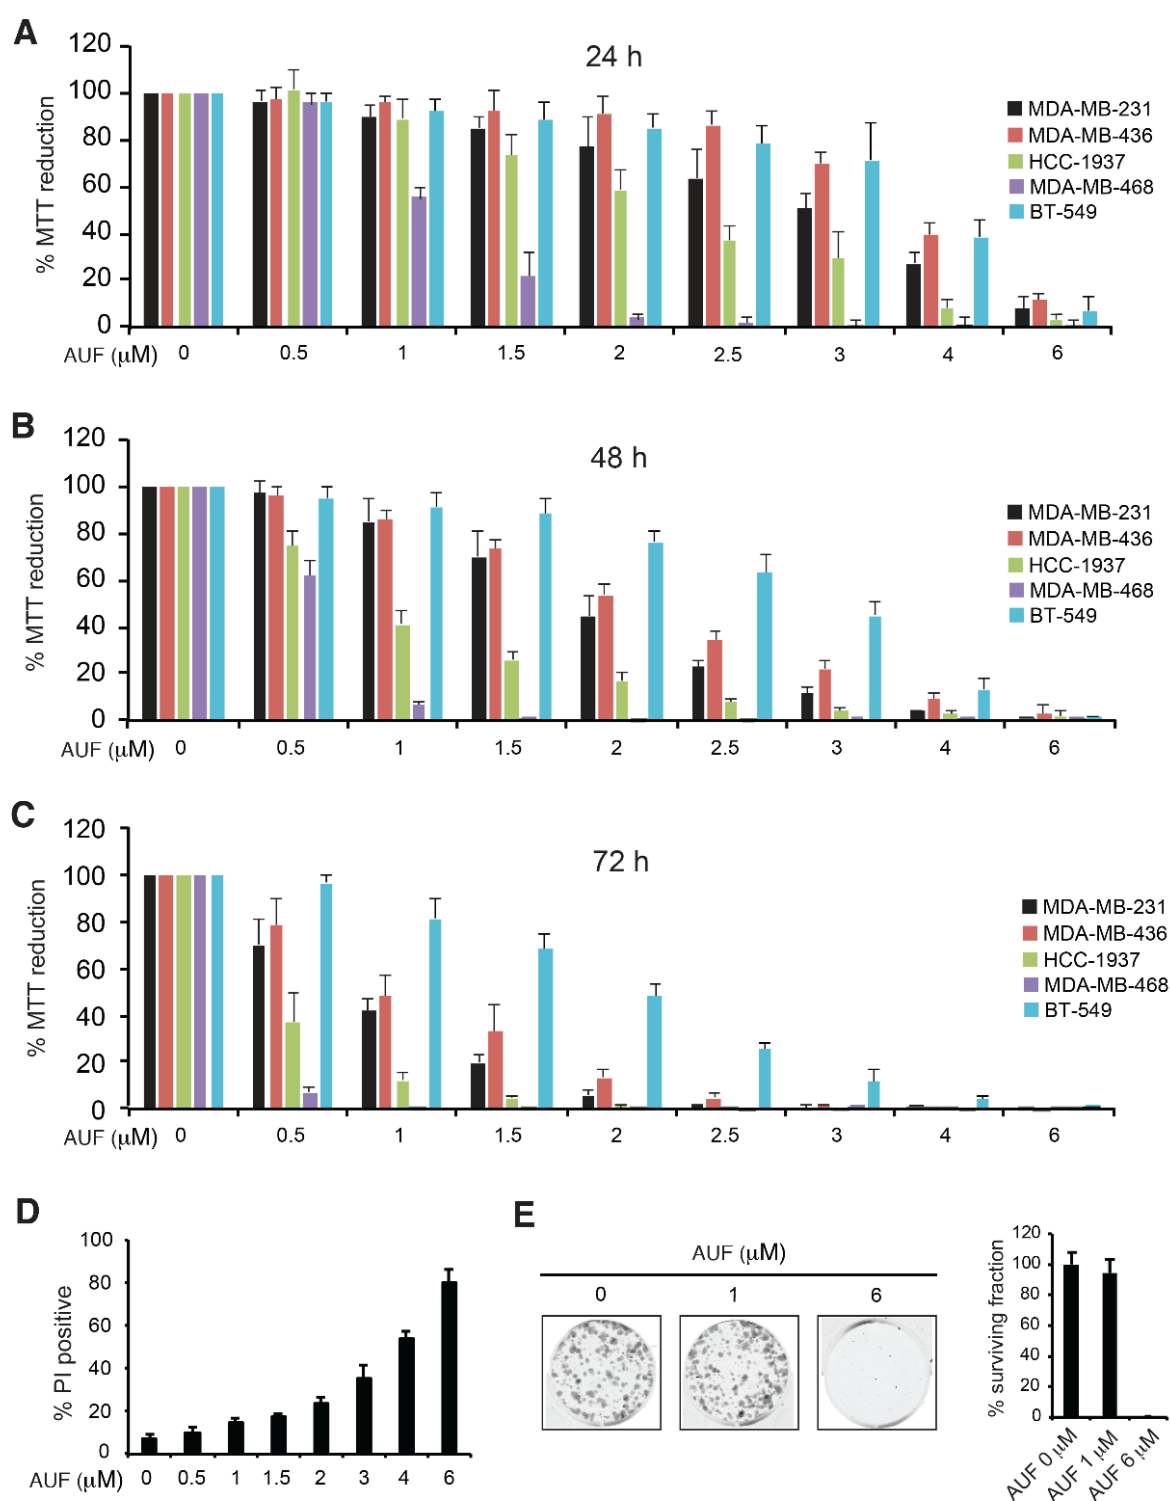 A
24 h
% MTT reduction
120
100
80
60
40
20
0
MDA-MB-231
MDA-MB-436
HCC-1937
MDA-MB-468
BT-549
AUF (µM) 0 0.5 1 1.5 2 2.5 3 4 6
B
48 h
% MTT reduction
120
100
80
60
40
20
0
MDA-MB-231
MDA-MB-436
HCC-1937
MDA-MB-468
BT-549
AUF (µM) 0 0.5 1 1.5 2 2.5 3 4 6
C
72 h
% MTT reduction
120
100
80
60
40
20
0
MDA-MB-231
MDA-MB-436
HCC-1937
MDA-MB-468
BT-549
AUF (µM) 0 0.5 1 1.5 2 2.5 3 4 6
D
% PI positive
100
80
60
40
20
0
AUF (µM) 0 0.5 1 1.5 2 3 4 6
E
AUF (µM)
0 1 6
% surviving fraction
120
100
80
60
40
20
0
AUF 0 µM
AUF 1 µM
AUF 6 µM